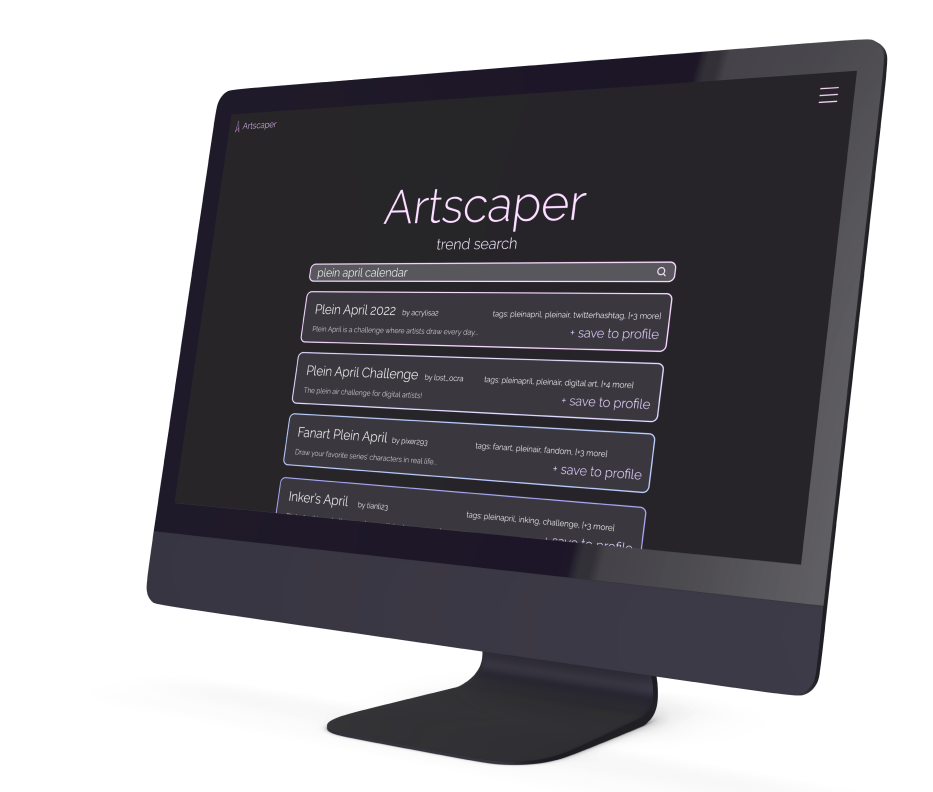 Artscaper
Artscaper
trend search
plein april calendar
Plein April 2022 by acrylisa2 tags: pleinapril, pleinair, twitterhashtag, [+3 more]
Plein April is a challenge where artists draw every day... + save to profile
Plein April Challenge by lost_ocra tags: pleinapril, pleinair, digital art, [+4 more]
The plein air challenge for digital artists! + save to profile
Fanart Plein April by pixer293 tags: fanart, pleinair, fandom, [+3 more]
Draw your favorite series' characters in real life... + save to profile
Inker's April by tianli23 tags: pleinapril, inking, challenge, [+3 more]
+ save to profile